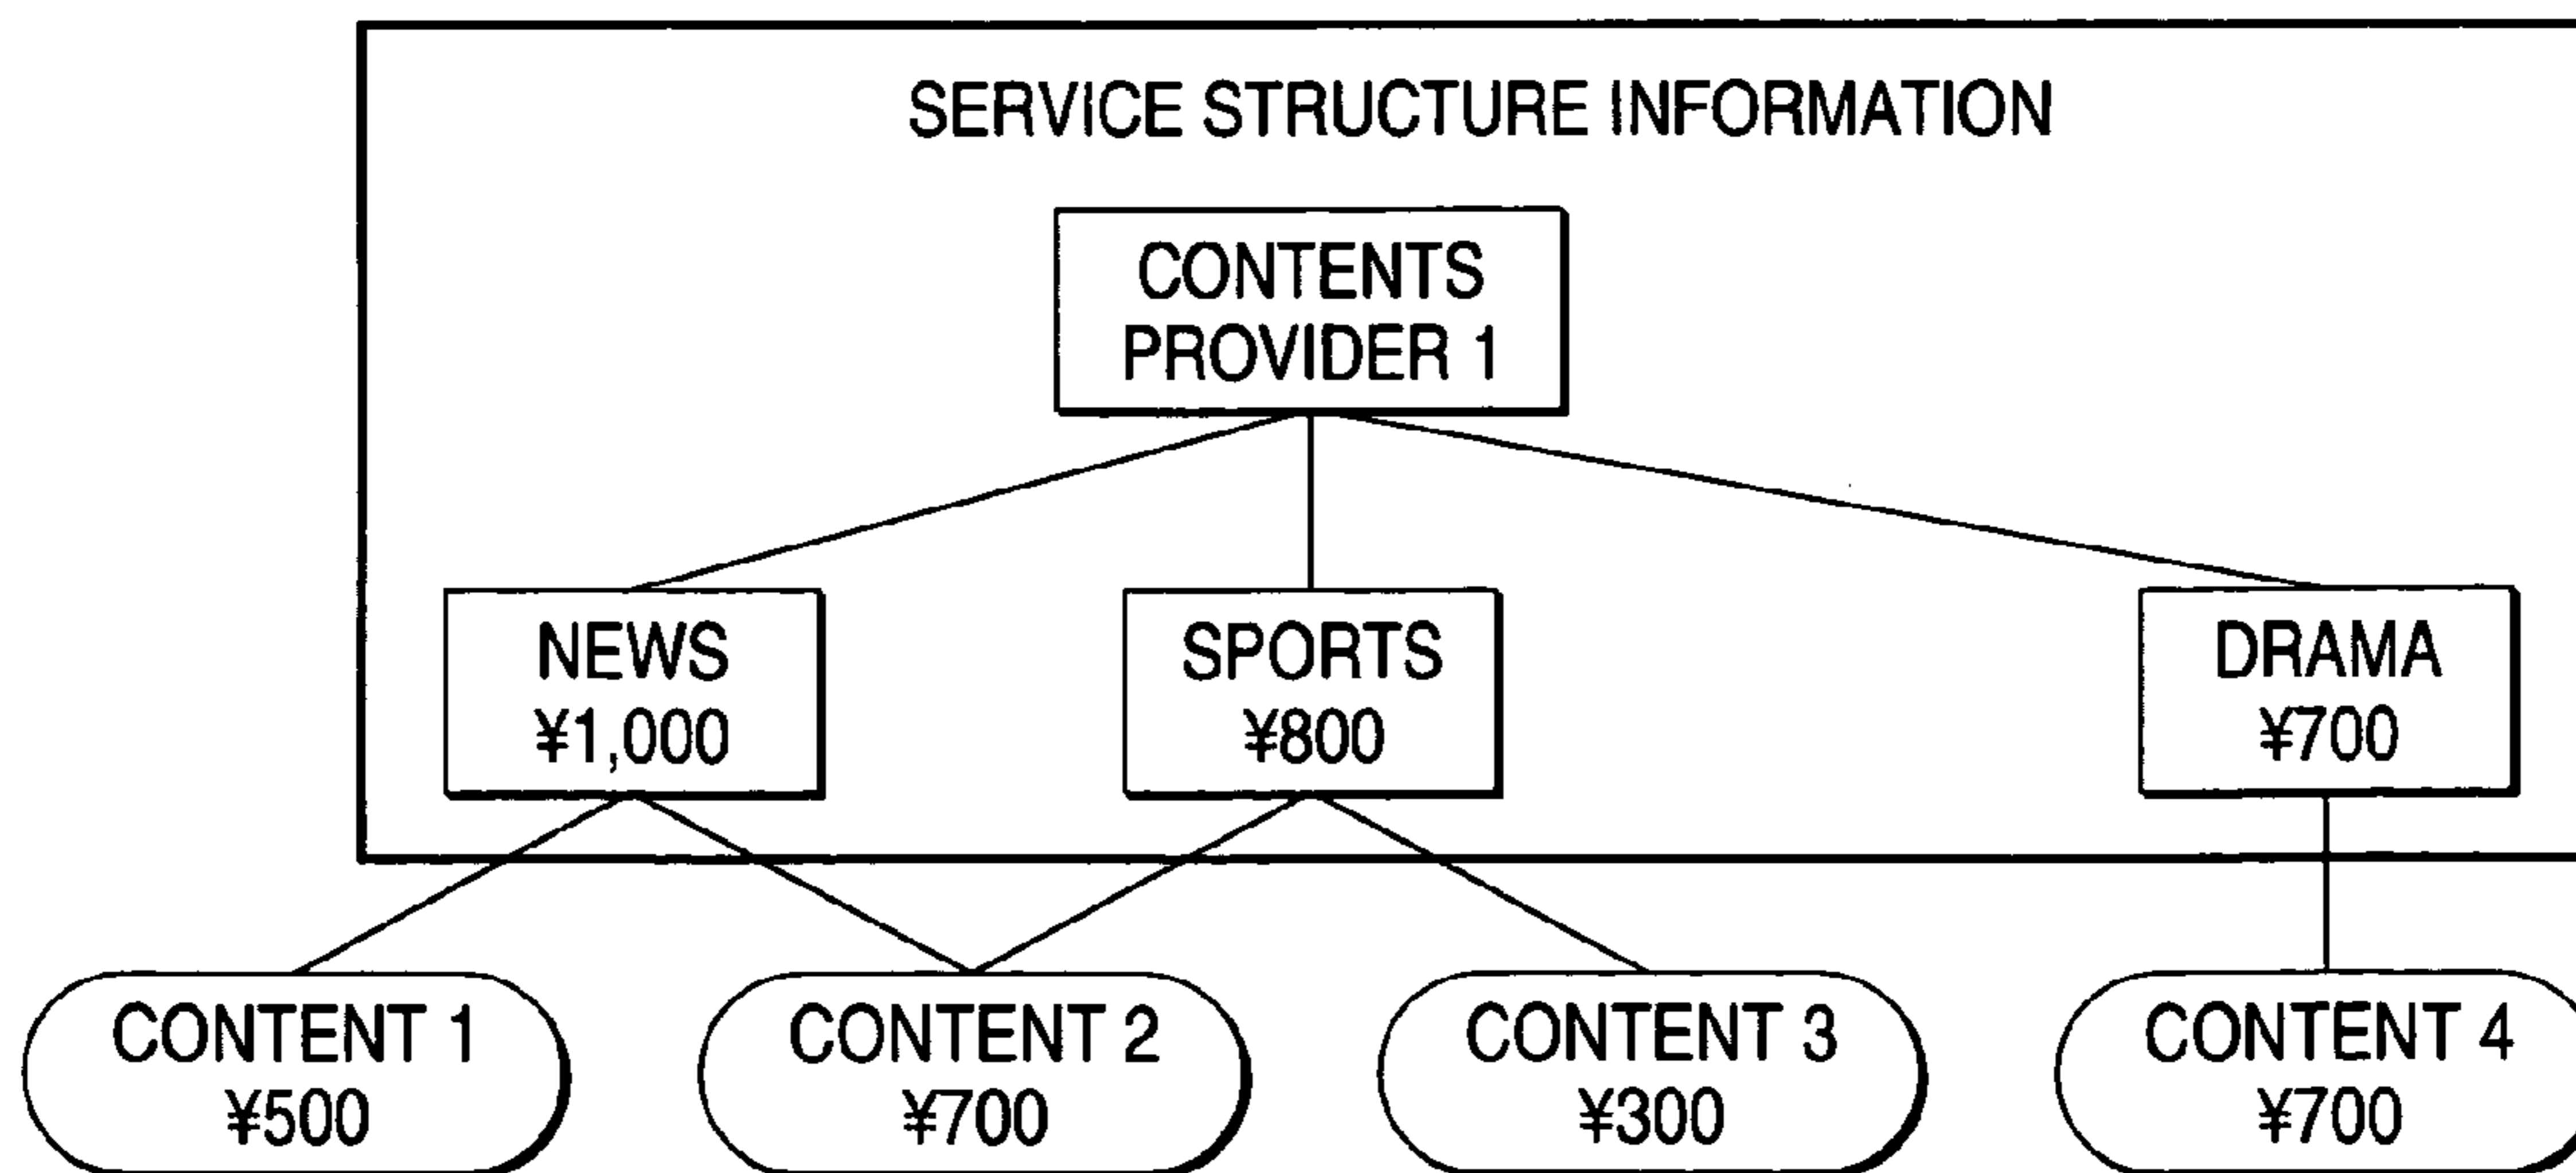 SERVICE STRUCTURE INFORMATION
CONTENTS
PROVIDER 1
NEWS
¥1,000
SPORTS
¥800
DRAMA
¥700
CONTENT 1
¥500
CONTENT 2
¥700
CONTENT 3
¥300
CONTENT 4
¥700